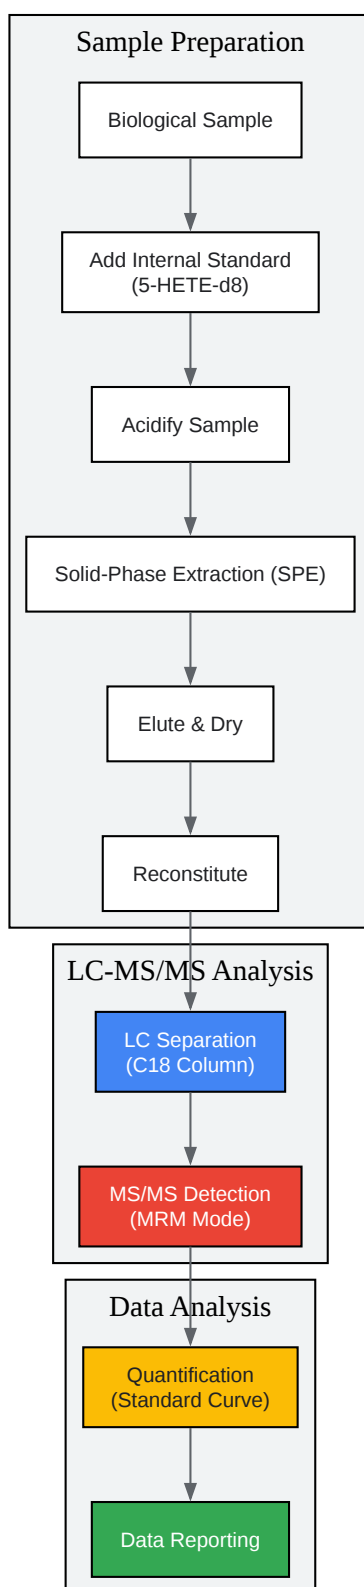 Sample Preparation
Biological Sample
Add Internal Standard
(5-HETE-d8)
Acidify Sample
Solid-Phase Extraction (SPE)
Elute & Dry
Reconstitute
LC-MS/MS Analysis
LC Separation
(C18 Column)
MS/MS Detection
(MRM Mode)
Data Analysis
Quantification
(Standard Curve)
Data Reporting